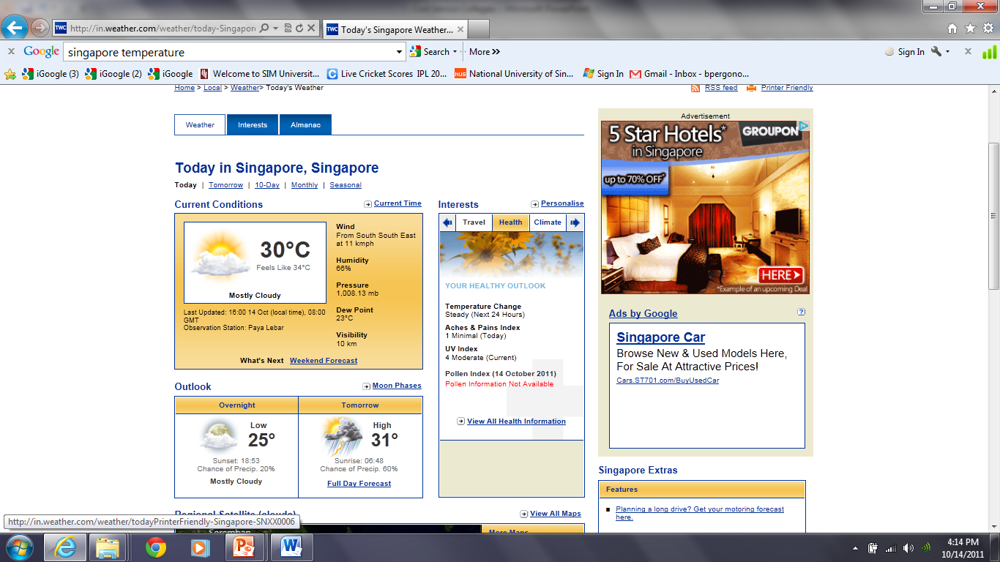 TWC
http://in.weather.com/weather/today-Singapor
TWC
Today's Singapore Weather...
Google
singapore temperature
Search
More
Sign In
iGoogle (3)
iGoogle (2)
iGoogle
Welcome to SIM Universit...
Live Cricket Scores IPL 20...
NUS
National University of Sin...
Sign In
Gmail - Inbox - bpergono...
Home > Local > Weather> Today's Weather
RSS feed
Printer Friendly
Weather
Interests
Almanac
Today in Singapore, Singapore
Today | Tomorrow | 10-Day | Monthly | Seasonal
Current Conditions
Current Time
30°C
Feels Like 34°C
Mostly Cloudy
Last Updated: 16:00 14 Oct (local time), 08:00
GMT
Observation Station: Paya Lebar
Wind
From South South East
at 11 kmph
Humidity
66%
Pressure
1,008.13 mb
Dew Point
23°C
Visibility
10 km
What's Next Weekend Forecast
Outlook
Moon Phases
Overnight
Low
25°
Sunset: 18:53
Chance of Precip. 20%
Mostly Cloudy
Tomorrow
High
31°
Sunrise: 06:48
Chance of Precip. 60%
Full Day Forecast
Interests
Personalise
Travel
Health
Climate
YOUR HEALTHY OUTLOOK
Temperature Change
Steady (Next 24 Hours)
Aches & Pains Index
1 Minimal (Today)
UV Index
4 Moderate (Current)
Pollen Index (14 October 2011)
Pollen Information Not Available
View All Health Information
View All Maps
More Maps
Advertisement
5 Star Hotels*
in Singapore
GROUPON
up to 70% OFF*
HERE
*Example of an upcoming Deal
Ads by Google
?
Singapore Car
Browse New & Used Models Here,
For Sale At Attractive Prices!
Cars.ST701.com/BuyUsedCar
Singapore Extras
Features
Planning a long drive? Get your motoring forecast
here.
Regional Satellite (clouds)
http://in.weather.com/weather/todayPrinterFriendly-Singapore-SNXX0006
4:14 PM
10/14/2011